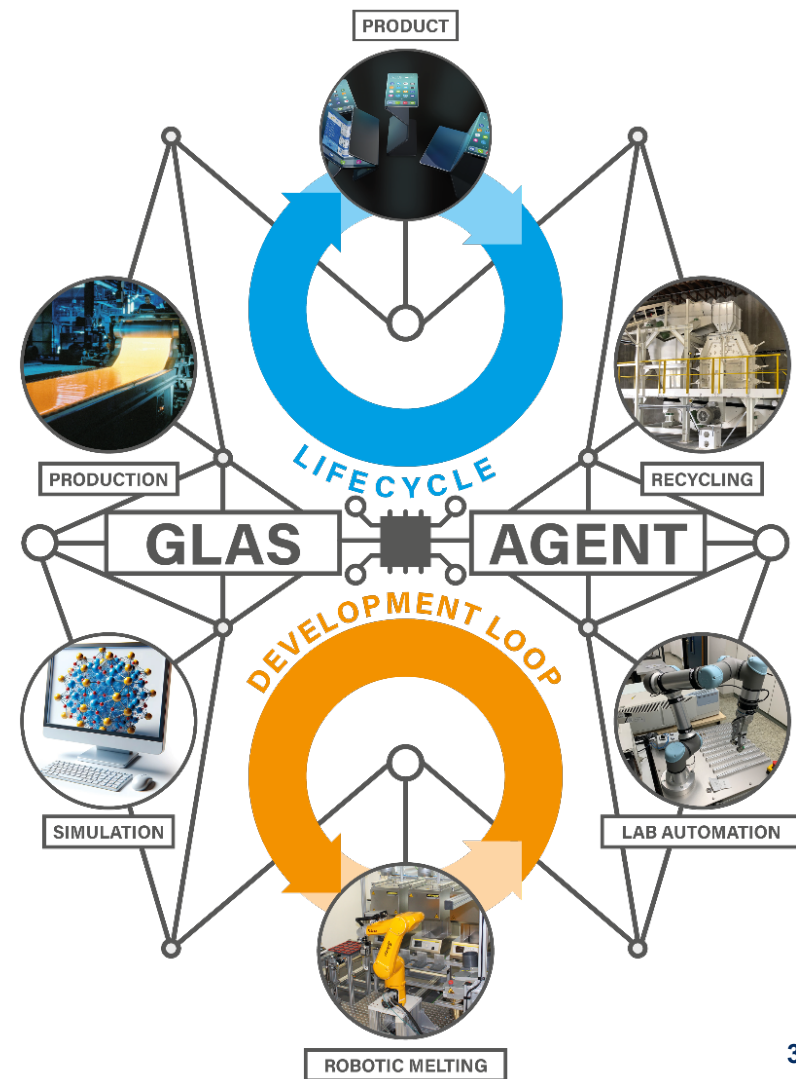 PRODUCT
PRODUCTION
RECYCLING
LIFECYCLE
GLAS AGENT
DEVELOPMENT LOOP
SIMULATION
LAB AUTOMATION
ROBOTIC MELTING
3